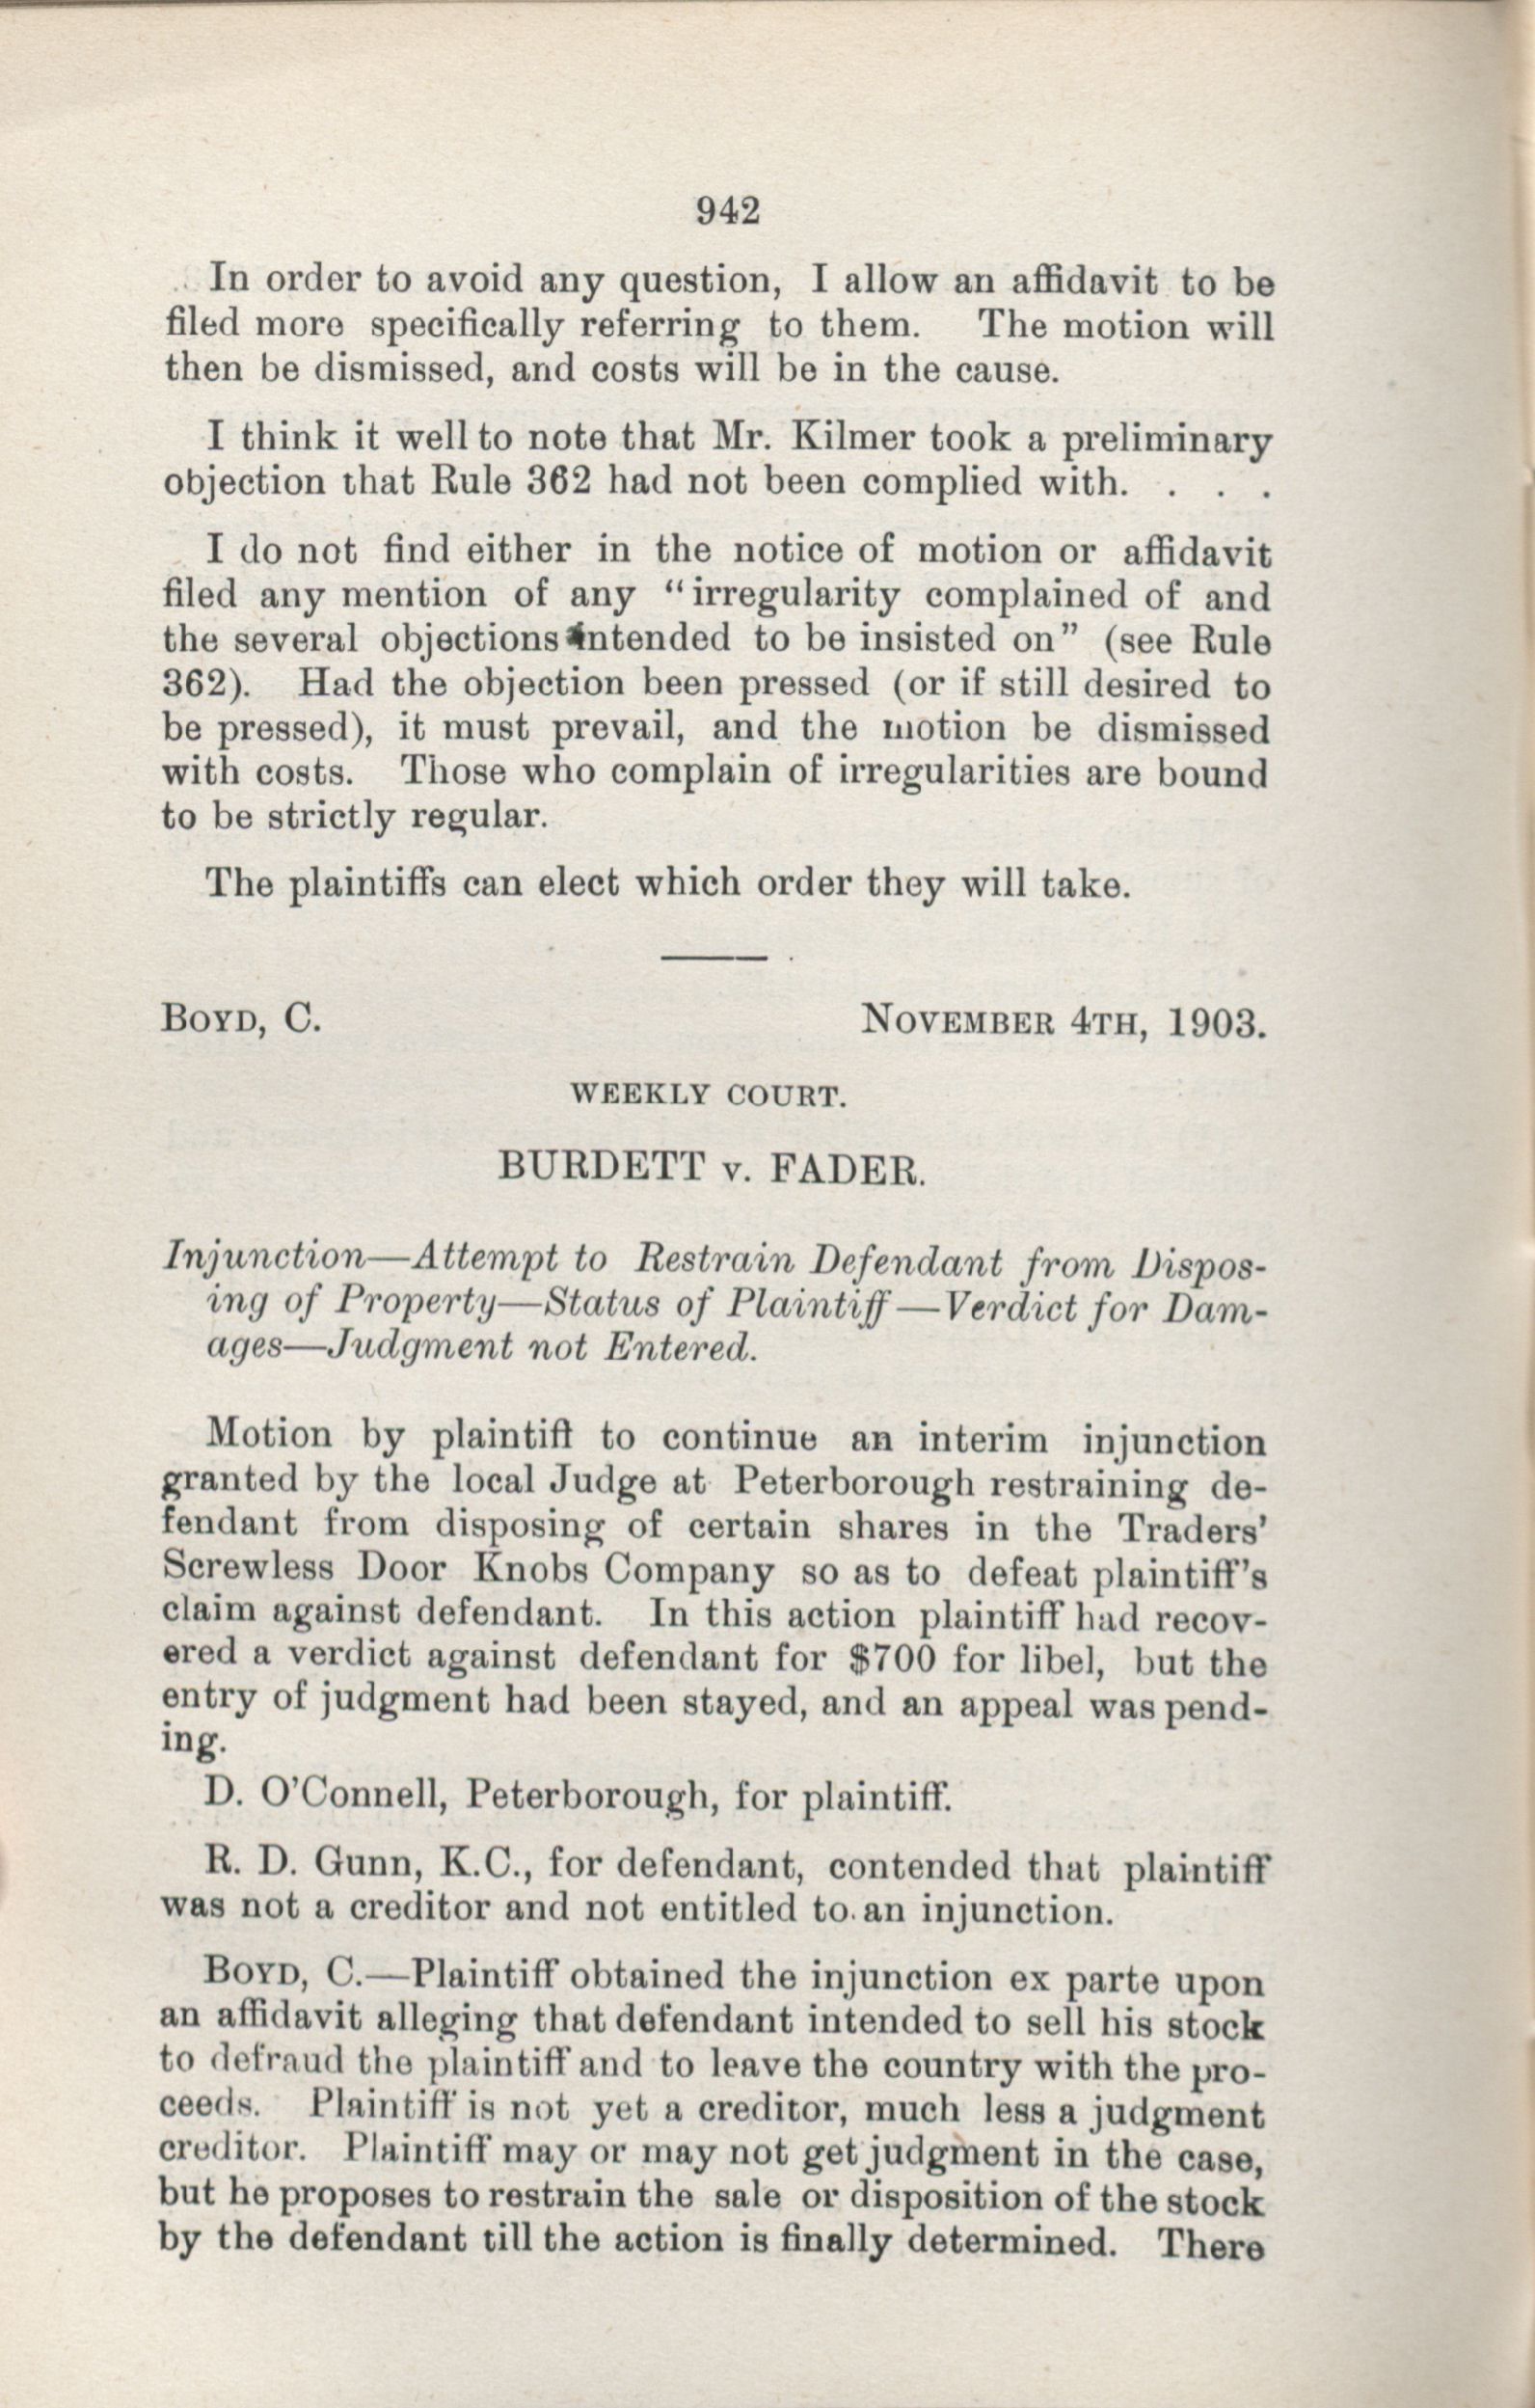 942
In order to avoid any question, I allow an affidavit to be
filed more specifically referring to them. The motion will
then be dismissed, and costs will be in the cause.
I think it well to note that Mr. Kilmer took a preliminary
objection that Rule 362 had not been complied with. . . .
I do not find either in the notice of motion or affidavit
filed any mention of any "irregularity complained of and
the several objections intended to be insisted on" (see Rule
362). Had the objection been pressed (or if still desired to
be pressed), it must prevail, and the motion be dismissed
with costs. Those who complain of irregularities are bound
to be strictly regular.
The plaintiffs can elect which order they will take.
BOYD, C. NOVEMBER 4TH, 1903.
WEEKLY COURT.
BURDETT v. FADER.
Injunction—Attempt to Restrain Defendant from Dispos-
ing of Property—Status of Plaintiff—Verdict for Dam-
ages—Judgment not Entered.
Motion by plaintiff to continue an interim injunction
granted by the local Judge at Peterborough restraining de-
fendant from disposing of certain shares in the Traders'
Screwless Door Knobs Company so as to defeat plaintiff's
claim against defendant. In this action plaintiff had recov-
ered a verdict against defendant for $700 for libel, but the
entry of judgment had been stayed, and an appeal was pend-
ing.
D. O'Connell, Peterborough, for plaintiff.
R. D. Gunn, K.C., for defendant, contended that plaintiff
was not a creditor and not entitled to an injunction.
BOYD, C.—Plaintiff obtained the injunction ex parte upon
an affidavit alleging that defendant intended to sell his stock
to defraud the plaintiff and to leave the country with the pro-
ceeds. Plaintiff is not yet a creditor, much less a judgment
creditor. Plaintiff may or may not get judgment in the case,
but he proposes to restrain the sale or disposition of the stock
by the defendant till the action is finally determined. There